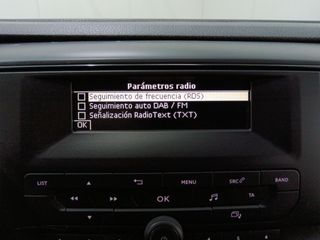 Parámetros radio
Seguimiento de frecuencia (RDS)
Seguimiento auto DAB / FM
Señalización RadioText (TXT)
OK
LIST
MENU
SRC
BAND
OK
TA